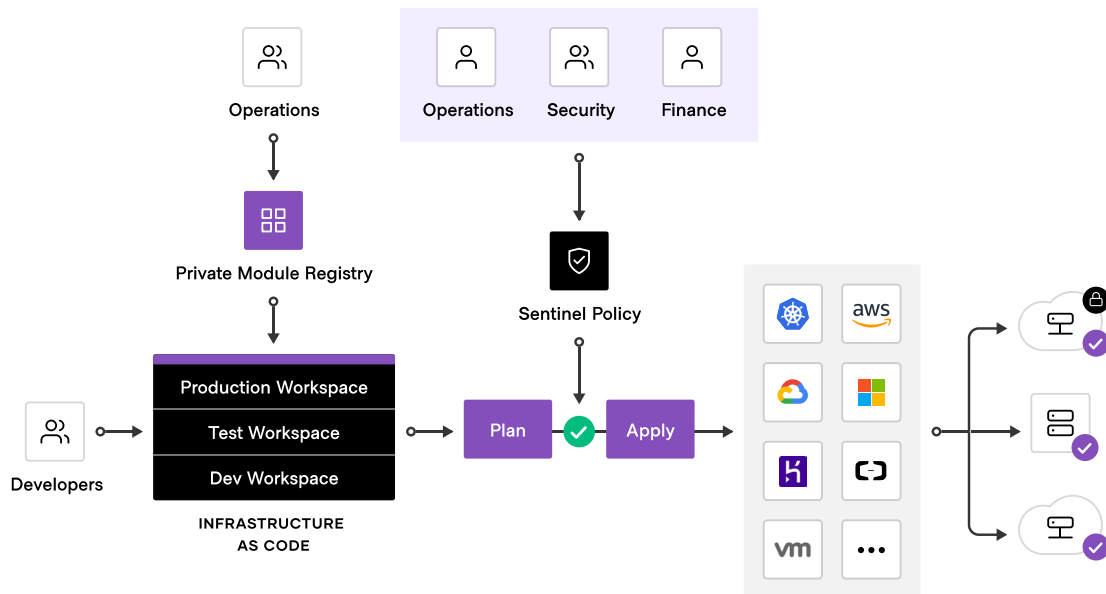 Operations
Operations
Security
Finance
Private Module Registry
Sentinel Policy
Production Workspace
Test Workspace
Dev Workspace
Developers
INFRASTRUCTURE
AS CODE
Plan
Apply
aws
vm